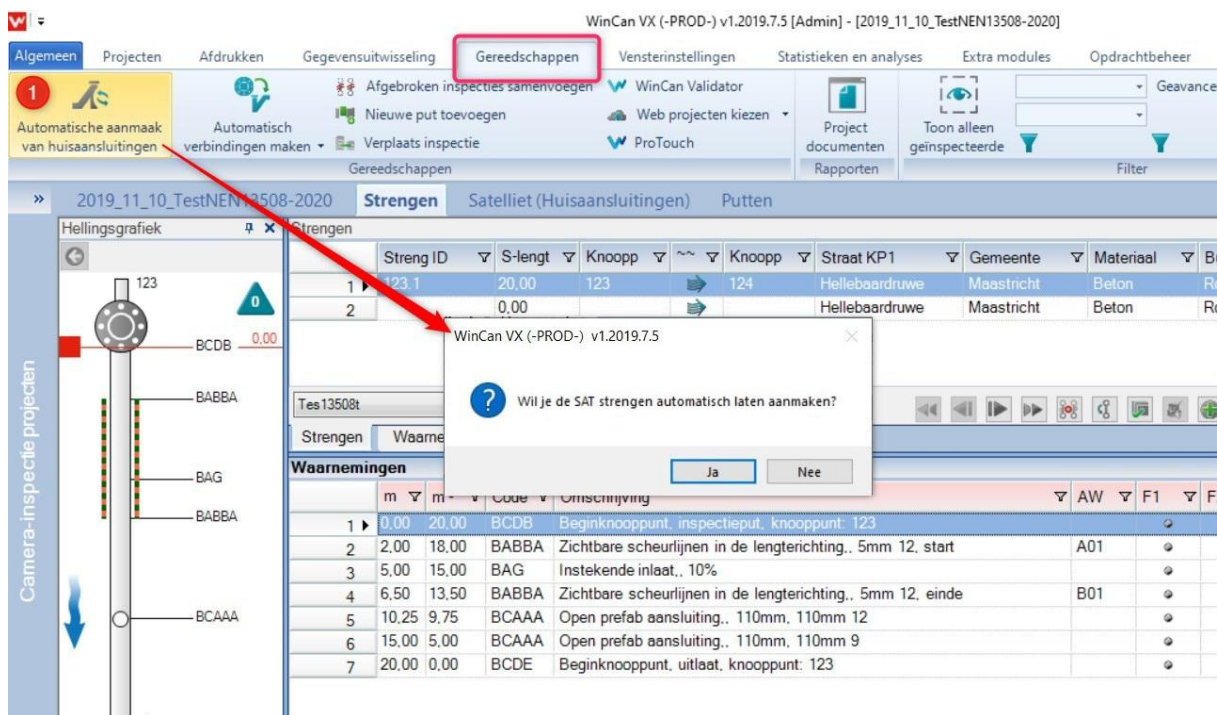 WinCan VX (-PROD-) v1.2019.7.5 [Admin] - [2019_11_10_TestNEN13508-2020]
Algemeen Projecten Afdrukken Gegevensuitwisseling Gereedschappen Vensterinstellingen Statistieken en analyses Extra modules Opdrachtbeheer
1
Automatische aanmaak van huisaansluitingen
Automatisch verbindingen maken
Afgebroken inspecties samenvoegen
Nieuwe put toevoegen
Verplaats inspectie
WinCan Validator
Web projecten kiezen
ProTouch
Project documenten
Toon alleen geïnspecteerde
Geavance
Gereedschappen Rapporten Filter
» 2019_11_10_TestNEN13508-2020 Strengen Satelliet (Huisaansluitingen) Putten
Camera-inspectie projecten
Hellingsgrafiek
123
0
BCDB 0,00
BABBA
BAG
BABBA
BCAAA
Strengen
Streng ID S-lengt Knoopp ~~ Knoopp Straat KP1 Gemeente Materiaal
1 123.1 20,00 123 124 Hellebaardruwe Maastricht Beton
2 0,00 Hellebaardruwe Maastricht Beton
WinCan VX (-PROD-) v1.2019.7.5
? Wil je de SAT strengen automatisch laten aanmaken?
Ja Nee
Tes13508t
Strengen Waarne
Waarnemingen
m m- Code Omschrijving AW F1 F
1 0,00 20,00 BCDB Beginknooppunt, inspectieput, knooppunt: 123
2 2,00 18,00 BABBA Zichtbare scheurlijnen in de lengterichting,, 5mm 12, start A01
3 5,00 15,00 BAG Instekende inlaat,, 10%
4 6,50 13,50 BABBA Zichtbare scheurlijnen in de lengterichting,, 5mm 12, einde B01
5 10,25 9,75 BCAAA Open prefab aansluiting,, 110mm, 110mm 12
6 15,00 5,00 BCAAA Open prefab aansluiting,, 110mm, 110mm 9
7 20,00 0,00 BCDE Beginknooppunt, uitlaat, knooppunt: 123